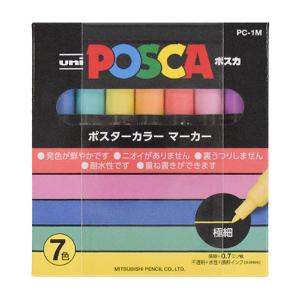 PC-1M
uni POSCA ポスカ
ポスターカラー マーカー
●発色が鮮やかです ●ニオイがありません ●裏うつりしません
●耐水性です ●重ね書きができます
極細
7色
MITSUBISHI PENCIL CO., LTD.